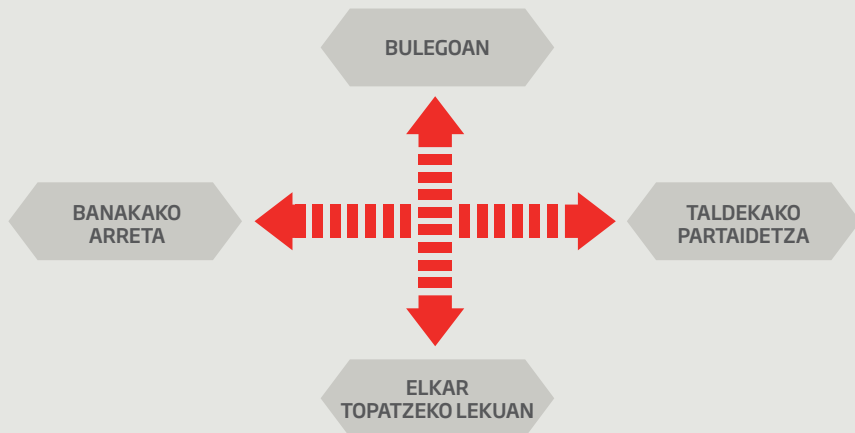 BULEGOAN
BANAKAKO
ARRETA
TALDEKAKO
PARTAIDETZA
ELKAR
TOPATZEKO LEKUAN